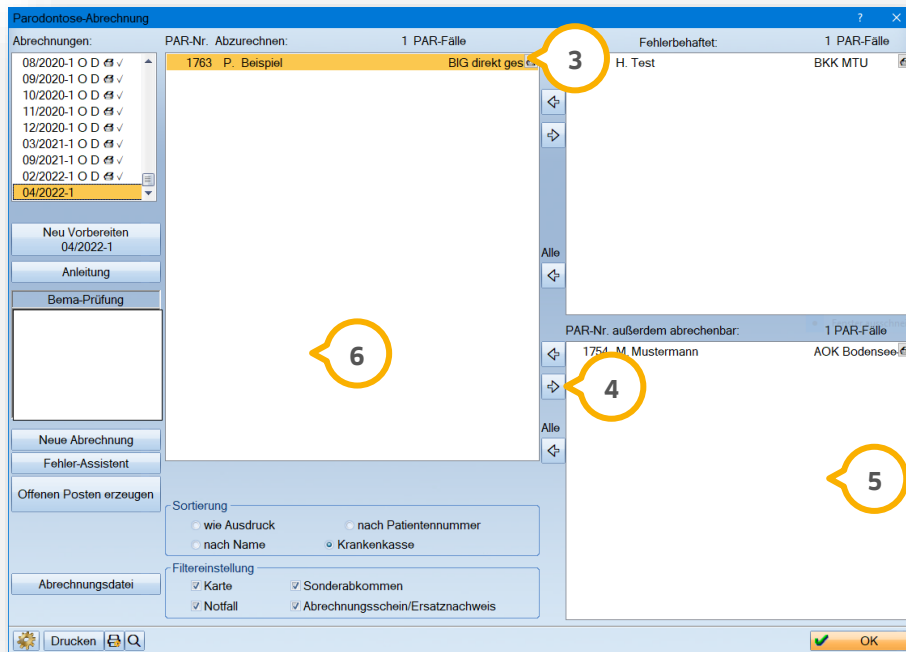 Parodontose-Abrechnung ? ×
Abrechnungen:
08/2020-1 O D √
09/2020-1 O D √
10/2020-1 O D √
11/2020-1 O D √
12/2020-1 O D √
03/2021-1 O D √
09/2021-1 O D √
02/2022-1 O D √
04/2022-1
Neu Vorbereiten
04/2022-1
Anleitung
Bema-Prüfung
Neue Abrechnung
Fehler-Assistent
Offenen Posten erzeugen
Abrechnungsdatei
PAR-Nr. Abzurechnen: 1 PAR-Fälle
1763 P. Beispiel BIG direkt ges
3
6
Alle
4
Alle
Fehlerbehaftet: 1 PAR-Fälle
H. Test BKK MTU
PAR-Nr. außerdem abrechenbar: 1 PAR-Fälle
1754 M. Mustermann AOK Bodensee
5
Sortierung
wie Ausdruck nach Patientennummer
nach Name Krankenkasse
Filtereinstellung
Karte Sonderabkommen
Notfall Abrechnungsschein/Ersatznachweis
Drucken
OK